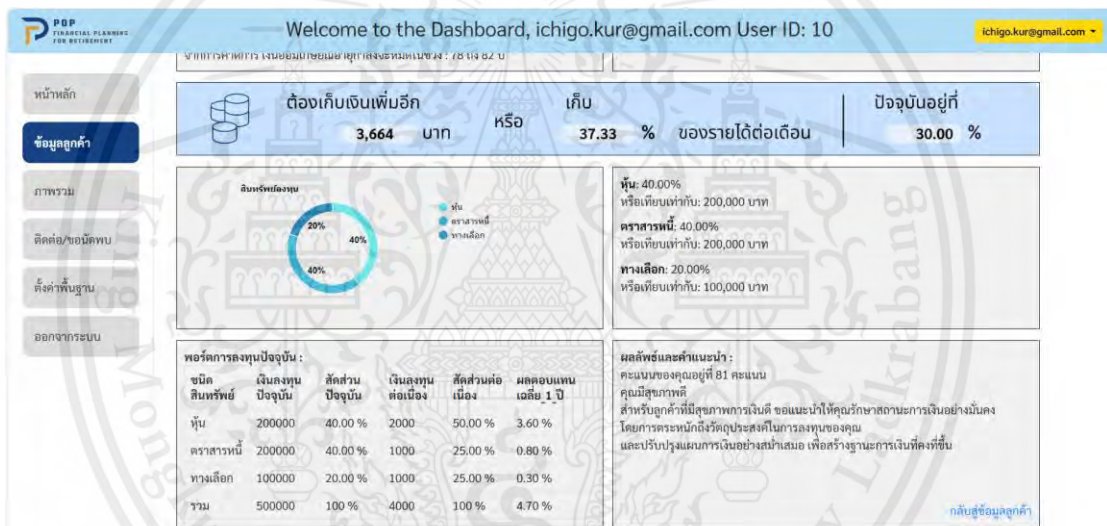 POP
FINANCIAL PLANNING
FOR RETIREMENT
Welcome to the Dashboard, ichigo.kur@gmail.com User ID: 10
ichigo.kur@gmail.com
78 ถึง 82 ปี
หน้าหลัก
ข้อมูลลูกค้า
ภาพรวม
ติดต่อ/ขอนัดพบ
ตั้งค่าพื้นฐาน
ออกจากระบบ
ต้องเก็บเงินเพิ่มอีก
3,664 บาท
หรือ
เก็บ
37.33 % ของรายได้ต่อเดือน
ปัจจุบันอยู่ที่
30.00 %
สินทรัพย์ลงทุน
20%
40%
40%
หุ้น
ตราสารหนี้
ทางเลือก
หุ้น: 40.00%
หรือเทียบเท่ากับ: 200,000 บาท
ตราสารหนี้: 40.00%
หรือเทียบเท่ากับ: 200,000 บาท
ทางเลือก: 20.00%
หรือเทียบเท่ากับ: 100,000 บาท
พอร์ตการลงทุนปัจจุบัน :
ชนิดสินทรัพย์ เงินลงทุนปัจจุบัน สัดส่วนปัจจุบัน เงินลงทุนต่อเนื่อง สัดส่วนต่อเนื่อง ผลตอบแทนเฉลี่ย 1 ปี
หุ้น 200000 40.00 % 2000 50.00 % 3.60 %
ตราสารหนี้ 200000 40.00 % 1000 25.00 % 0.80 %
ทางเลือก 100000 20.00 % 1000 25.00 % 0.30 %
รวม 500000 100 % 4000 100 % 4.70 %
ผลลัพธ์และคำแนะนำ :
คะแนนของคุณอยู่ที่ 81 คะแนน
คุณมีสุขภาพดี
สำหรับลูกค้าที่มีสุขภาพการเงินดี ขอแนะนำให้คุณรักษาสถานะการเงินอย่างมั่นคง
โดยการตระหนักถึงวัตถุประสงค์ในการลงทุนของคุณ
และปรับปรุงแผนการเงินอย่างสม่ำเสมอ เพื่อสร้างฐานะการเงินที่คงที่ขึ้น
กลับสู่ข้อมูลลูกค้า